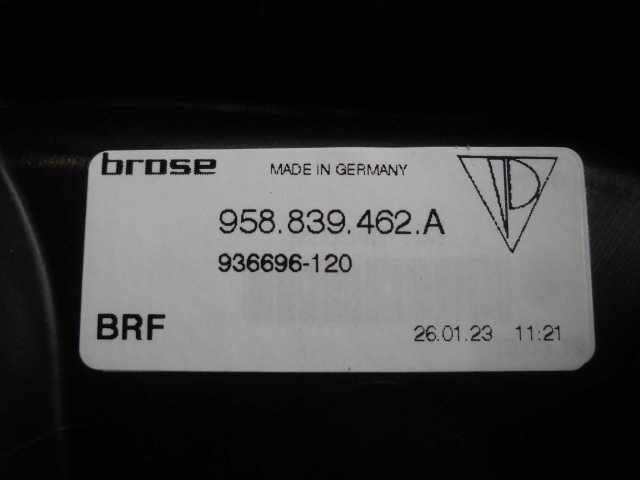 brose MADE IN GERMANY
958.839.462.A
936696-120
BRF 26.01.23 11:21